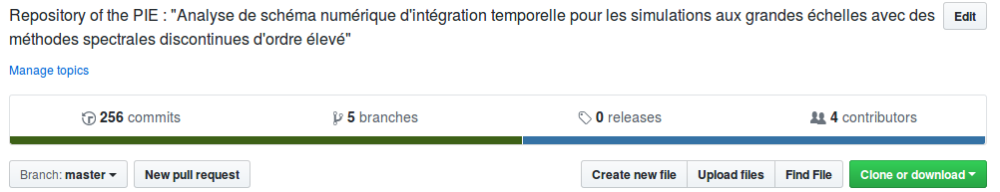 Repository of the PIE : "Analyse de schéma numérique d'intégration temporelle pour les simulations aux grandes échelles avec des
méthodes spectrales discontinues d'ordre élevé"
Edit
Manage topics
256 commits 5 branches 0 releases 4 contributors
Branch: master New pull request Create new file Upload files Find File Clone or download